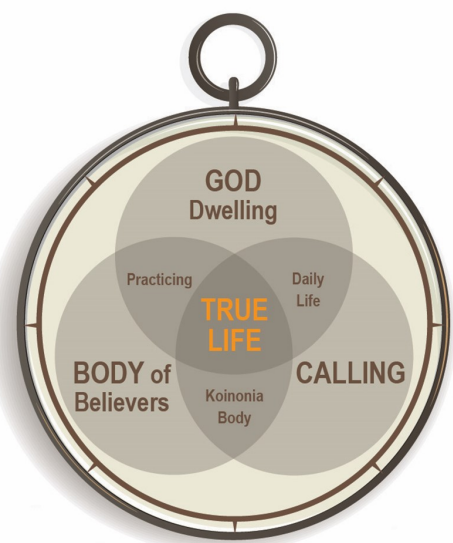 GOD
Dwelling
Practicing
Daily
Life
TRUE
LIFE
BODY of
Believers
CALLING
Koinonia
Body